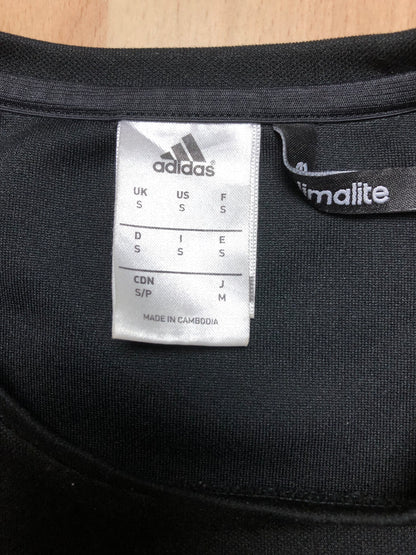 adidas
UK US F
S S S
D I E
S S S
CDN J
S/P M
MADE IN CAMBODIA
limalite